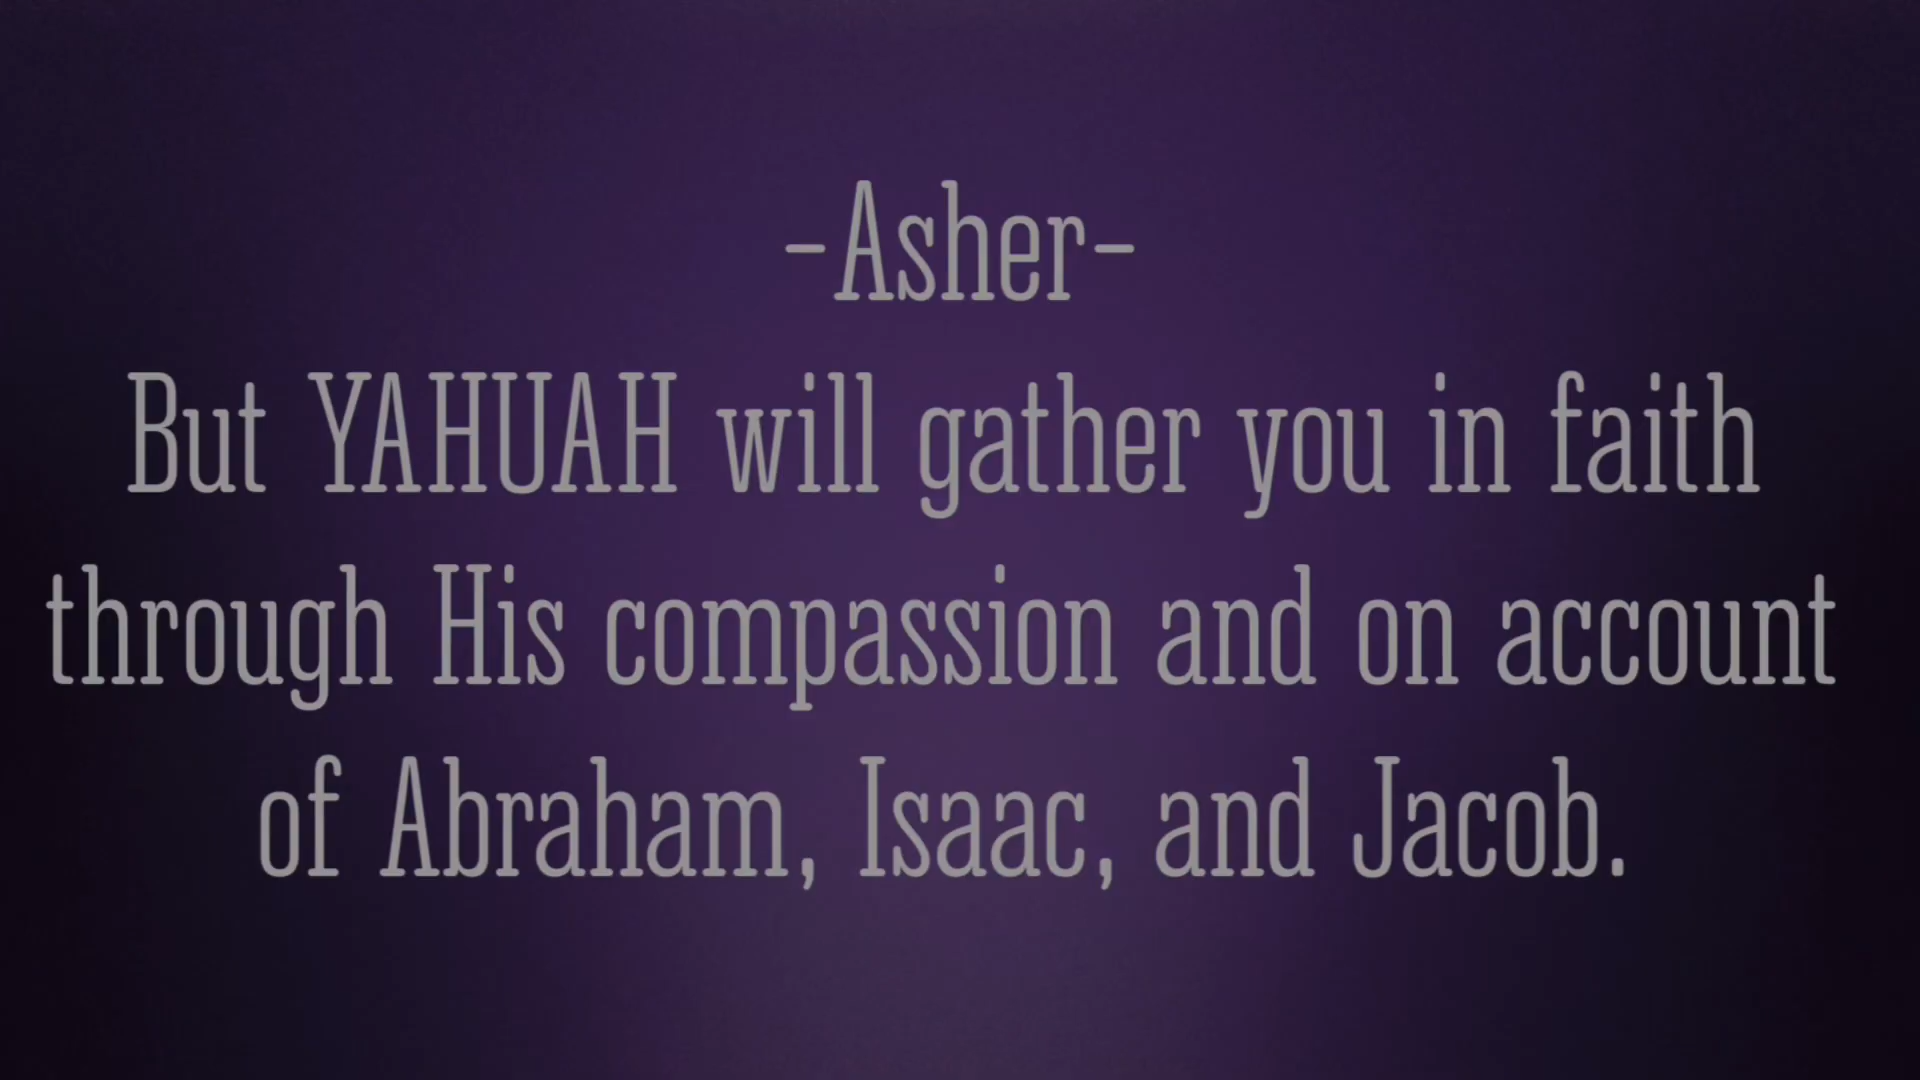 -Asher-
But YAHUAH will gather you in faith
through His compassion and on account
of Abraham, Isaac, and Jacob.